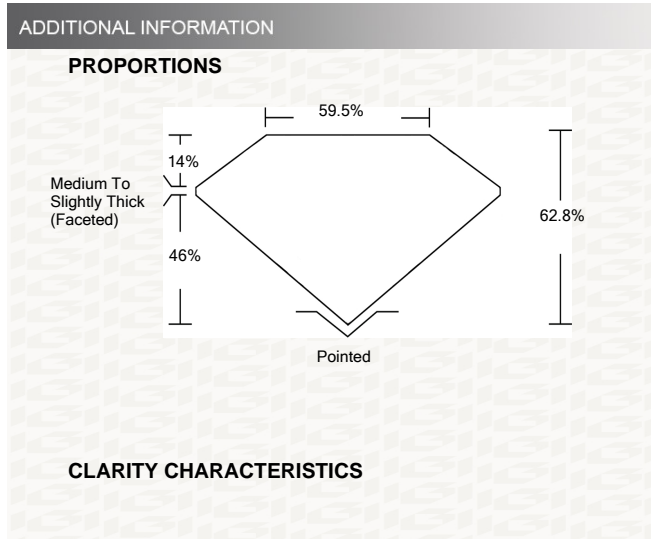 ADDITIONAL INFORMATION
PROPORTIONS
59.5%
14%
Medium To
Slightly Thick
(Faceted)
62.8%
46%
Pointed
CLARITY CHARACTERISTICS